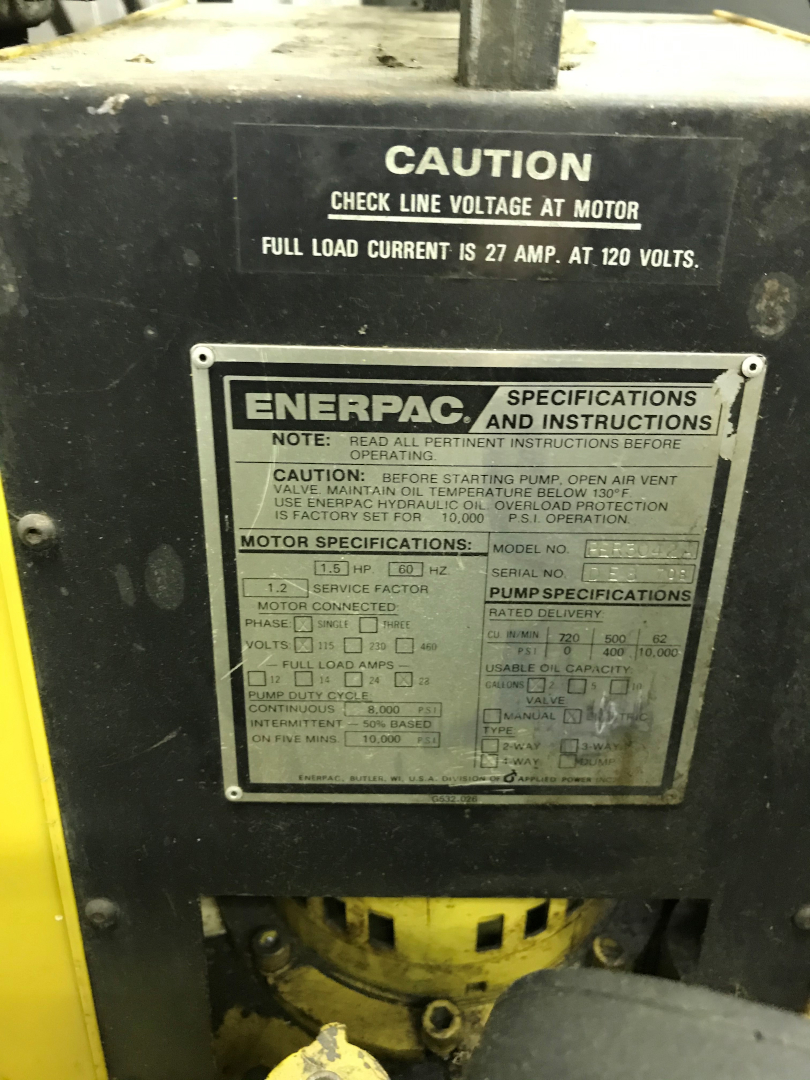 CAUTION
CHECK LINE VOLTAGE AT MOTOR
FULL LOAD CURRENT IS 27 AMP. AT 120 VOLTS.
ENERPAC® SPECIFICATIONS
AND INSTRUCTIONS
NOTE: READ ALL PERTINENT INSTRUCTIONS BEFORE
OPERATING.
CAUTION: BEFORE STARTING PUMP, OPEN AIR VENT
VALVE. MAINTAIN OIL TEMPERATURE BELOW 130°F.
USE ENERPAC HYDRAULIC OIL. OVERLOAD PROTECTION
IS FACTORY SET FOR 10,000 P.S.I. OPERATION.
MOTOR SPECIFICATIONS:
1.5 HP. 60 HZ.
1.2 SERVICE FACTOR
MOTOR CONNECTED:
PHASE: SINGLE THREE
VOLTS: 115 230 460
— FULL LOAD AMPS —
12 14 24 28
PUMP DUTY CYCLE:
CONTINUOUS 8,000 P.S.I
INTERMITTENT — 50% BASED
ON FIVE MINS. 10,000 P.S.I.
MODEL NO. PER3042A
SERIAL NO.
PUMP SPECIFICATIONS
RATED DELIVERY:
CU. IN/MIN 720 500 62
P.S.I 0 400 10,000
USABLE OIL CAPACITY
GALLONS 2 5 10
VALVE
MANUAL ELECTRIC
TYPE:
2-WAY 3-WAY
4-WAY DUMP
ENERPAC, BUTLER, WI, U.S.A. DIVISION OF APPLIED POWER INC.
G532-026